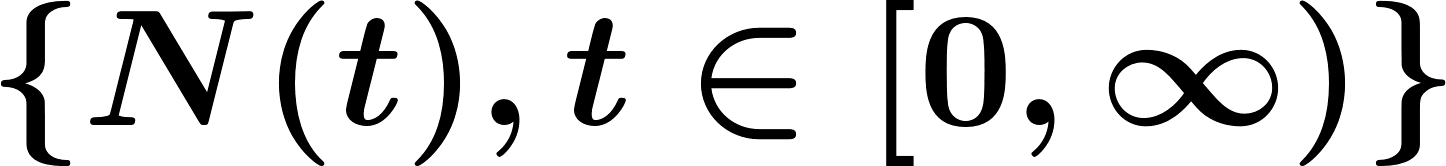 {N(t), t ∈ [0, ∞)}